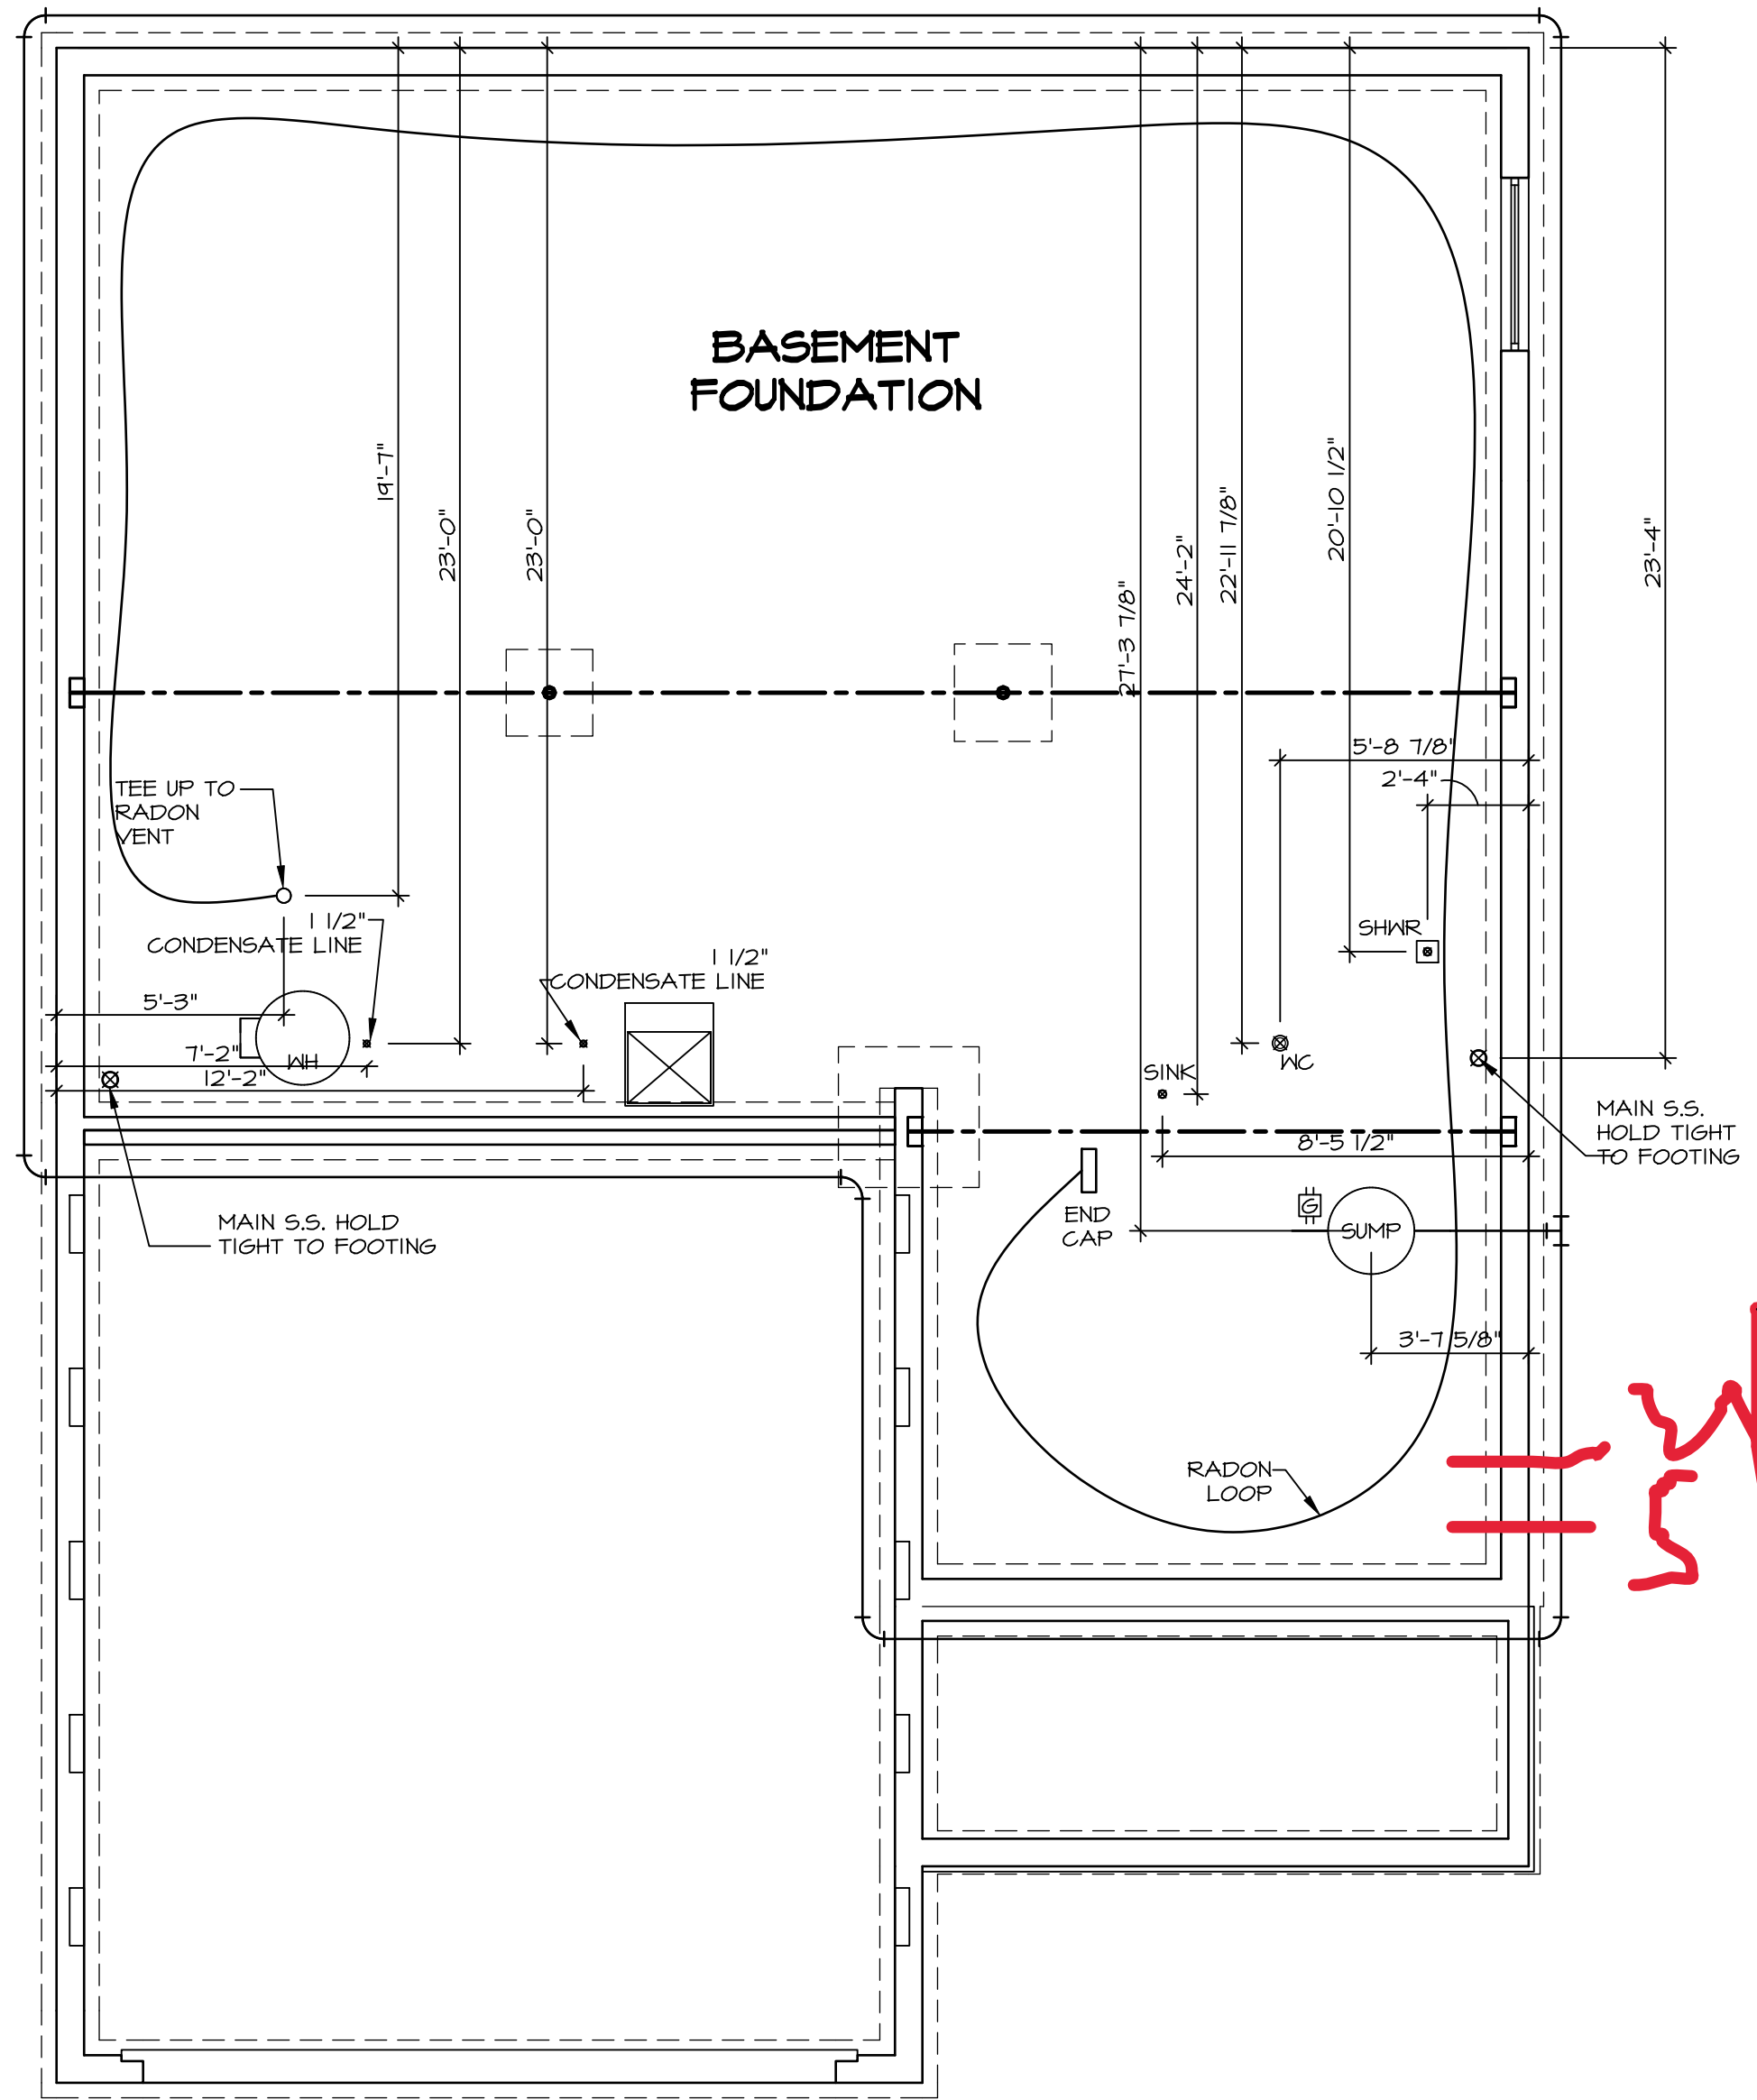 BASEMENT
FOUNDATION
19'-7"
23'-0"
23'-0"
27'-3 7/8"
24'-2"
22'-11 7/8"
20'-10 1/2"
23'-4"
5'-8 7/8"
2'-4"
TEE UP TO
RADON
VENT
1 1/2"
CONDENSATE LINE
1 1/2"
CONDENSATE LINE
SHWR
5'-3"
7'-2"
12'-2"
WH
SINK
WC
MAIN S.S.
HOLD TIGHT
TO FOOTING
8'-5 1/2"
MAIN S.S. HOLD
TIGHT TO FOOTING
END
CAP
G
SUMP
3'-7 5/8"
RADON
LOOP